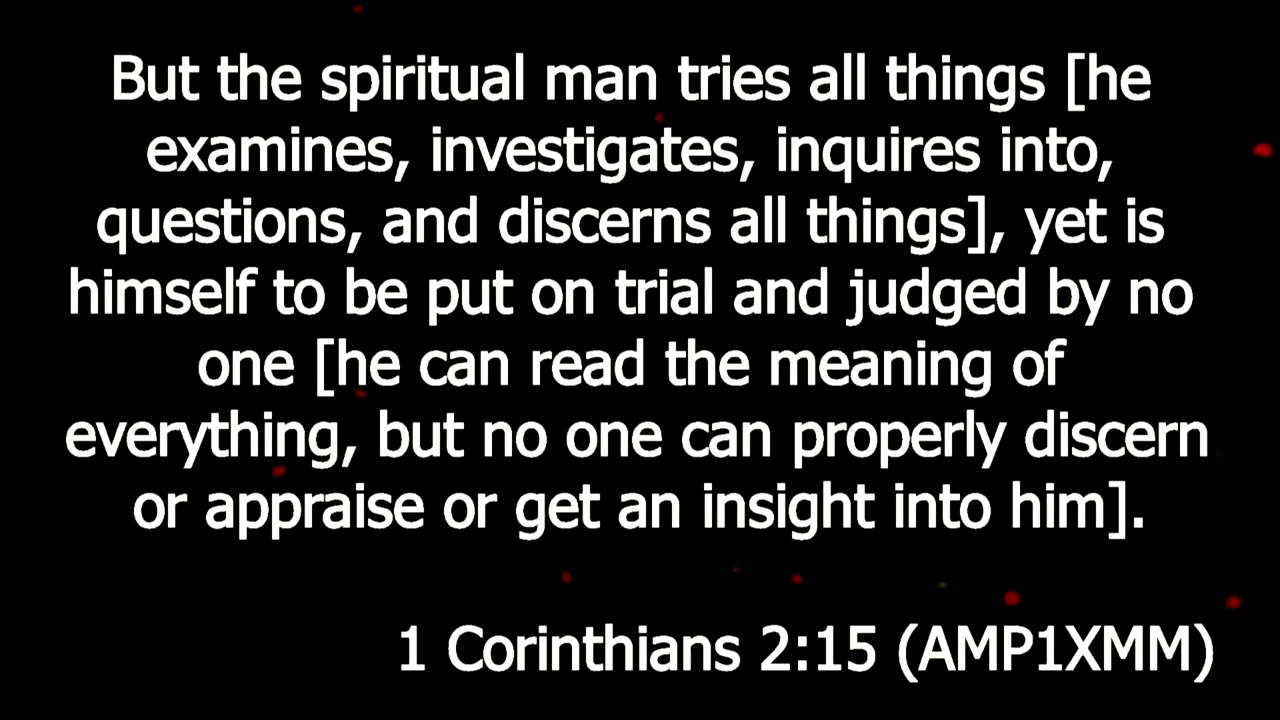 But the spiritual man tries all things [he
examines, investigates, inquires into,
questions, and discerns all things], yet is
himself to be put on trial and judged by no
one [he can read the meaning of
everything, but no one can properly discern
or appraise or get an insight into him].
1 Corinthians 2:15 (AMP1XMM)